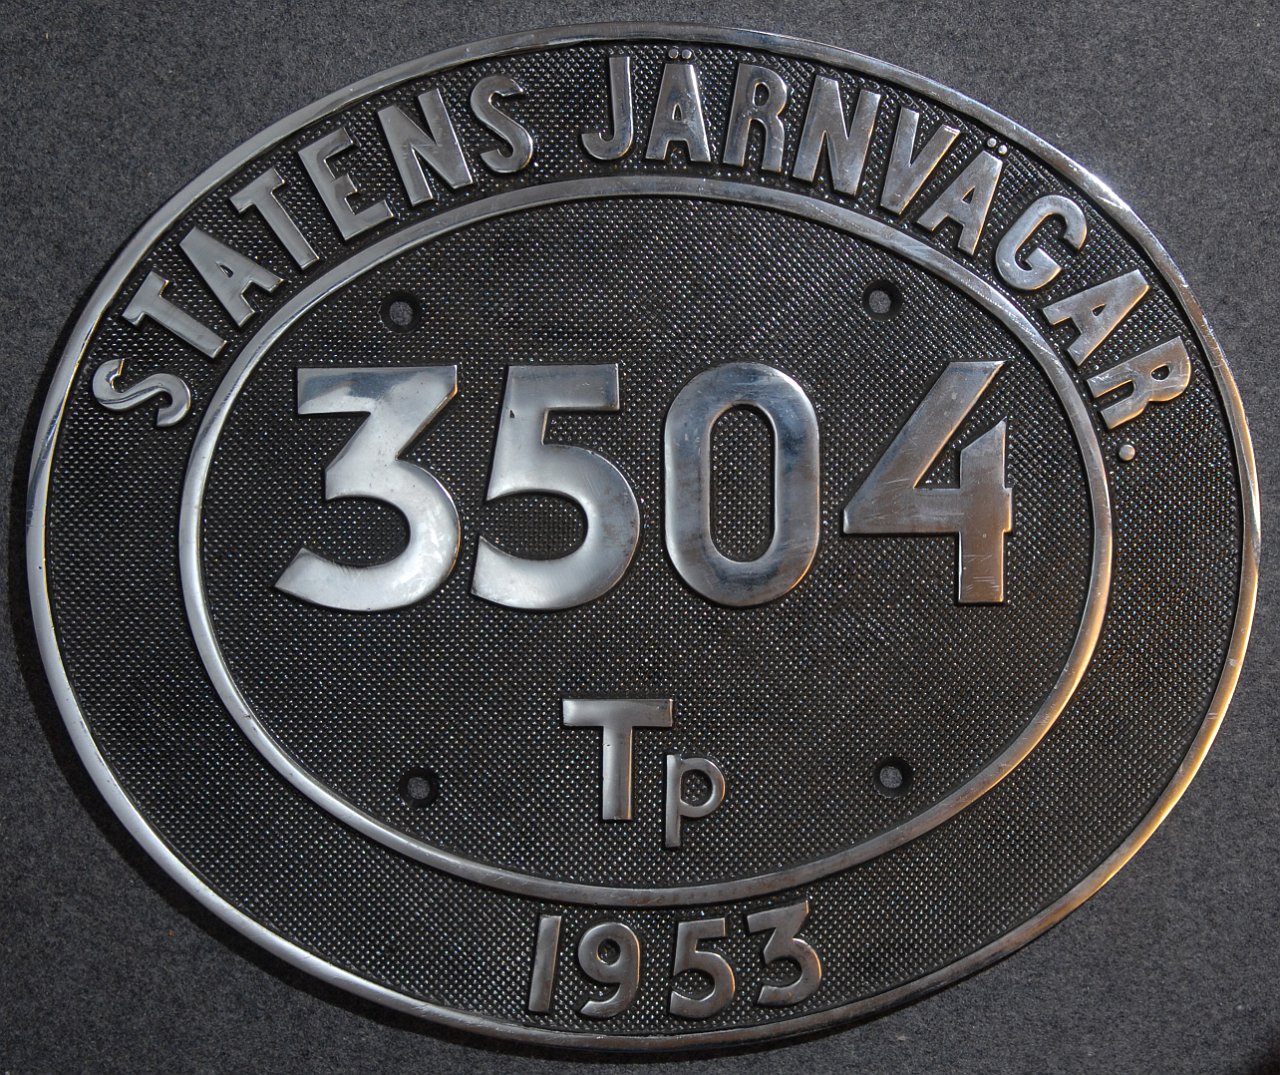 STATENS JÄRNVÄGAR.
3504
Tp
1953